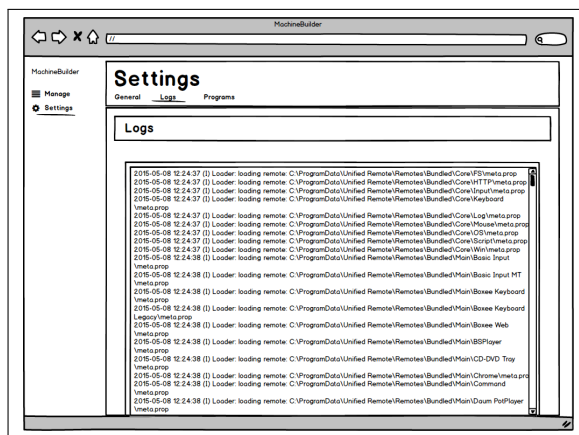 MachineBuilder
//
MachineBuilder
Manage
Settings
Settings
General Logs Programs
Logs
2015-05-08 12:24:37 (I) Loader: loading remote: C:\ProgramData\Unified Remote\Remotes\Bundled\Core\FS\meta.prop
2015-05-08 12:24:37 (I) Loader: loading remote: C:\ProgramData\Unified Remote\Remotes\Bundled\Core\HTTP\meta.prop
2015-05-08 12:24:37 (I) Loader: loading remote: C:\ProgramData\Unified Remote\Remotes\Bundled\Core\Input\meta.prop
2015-05-08 12:24:37 (I) Loader: loading remote: C:\ProgramData\Unified Remote\Remotes\Bundled\Core\Keyboard
\meta.prop
2015-05-08 12:24:37 (I) Loader: loading remote: C:\ProgramData\Unified Remote\Remotes\Bundled\Core\Log\meta.prop
2015-05-08 12:24:37 (I) Loader: loading remote: C:\ProgramData\Unified Remote\Remotes\Bundled\Core\Mouse\meta.prop
2015-05-08 12:24:37 (I) Loader: loading remote: C:\ProgramData\Unified Remote\Remotes\Bundled\Core\OS\meta.prop
2015-05-08 12:24:37 (I) Loader: loading remote: C:\ProgramData\Unified Remote\Remotes\Bundled\Core\Script\meta.prop
2015-05-08 12:24:37 (I) Loader: loading remote: C:\ProgramData\Unified Remote\Remotes\Bundled\Core\Win\meta.prop
2015-05-08 12:24:38 (I) Loader: loading remote: C:\ProgramData\Unified Remote\Remotes\Bundled\Main\Basic Input
\meta.prop
2015-05-08 12:24:38 (I) Loader: loading remote: C:\ProgramData\Unified Remote\Remotes\Bundled\Main\Basic Input MT
\meta.prop
2015-05-08 12:24:38 (I) Loader: loading remote: C:\ProgramData\Unified Remote\Remotes\Bundled\Main\Boxee Keyboard
\meta.prop
2015-05-08 12:24:38 (I) Loader: loading remote: C:\ProgramData\Unified Remote\Remotes\Bundled\Main\Boxee Keyboard
Legacy\meta.prop
2015-05-08 12:24:38 (I) Loader: loading remote: C:\ProgramData\Unified Remote\Remotes\Bundled\Main\Boxee Web
\meta.prop
2015-05-08 12:24:38 (I) Loader: loading remote: C:\ProgramData\Unified Remote\Remotes\Bundled\Main\BSPlayer
\meta.prop
2015-05-08 12:24:38 (I) Loader: loading remote: C:\ProgramData\Unified Remote\Remotes\Bundled\Main\CD-DVD Tray
\meta.prop
2015-05-08 12:24:38 (I) Loader: loading remote: C:\ProgramData\Unified Remote\Remotes\Bundled\Main\Chrome\meta.pro
2015-05-08 12:24:38 (I) Loader: loading remote: C:\ProgramData\Unified Remote\Remotes\Bundled\Main\Command
\meta.prop
2015-05-08 12:24:38 (I) Loader: loading remote: C:\ProgramData\Unified Remote\Remotes\Bundled\Main\Daum PotPlayer
\meta.prop